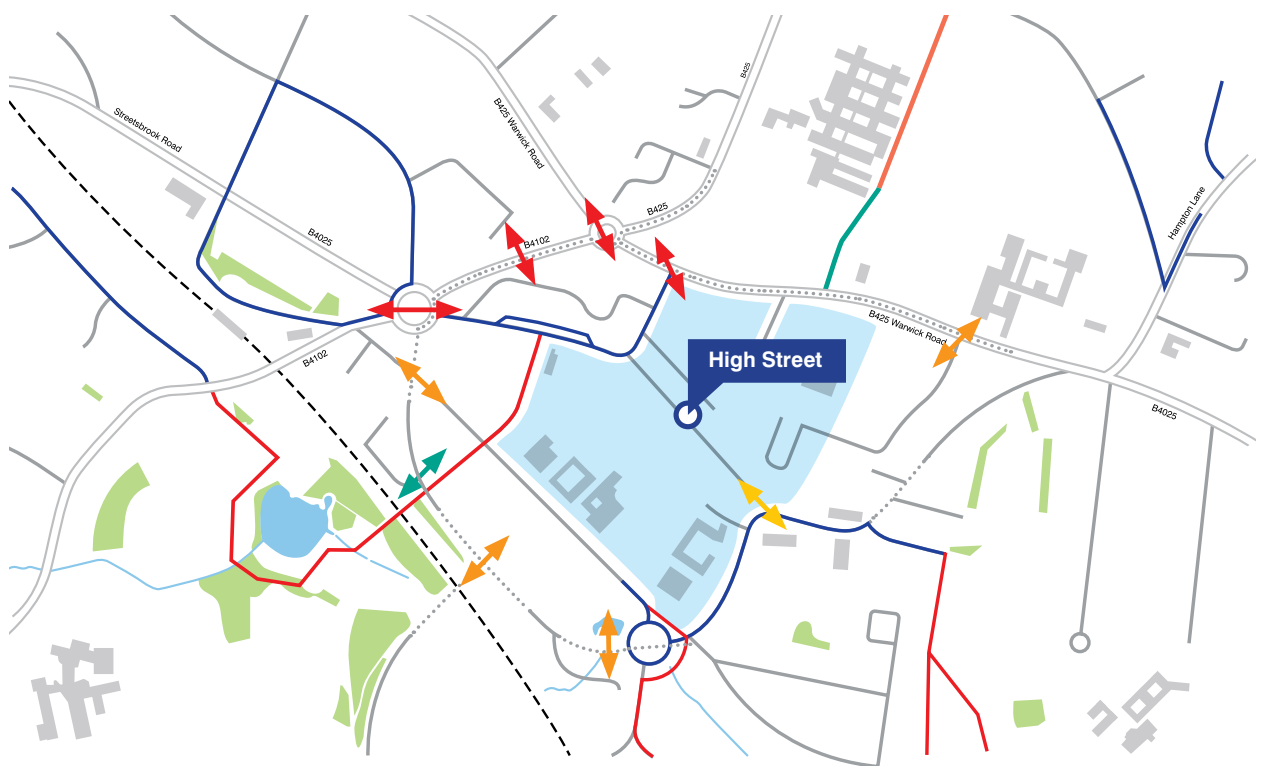 B425
B425 Warwick Road
Streetsbrook Road
B425
Hampton Lane
B4025
B4102
B425 Warwick Road
High Street
B4102
B4025